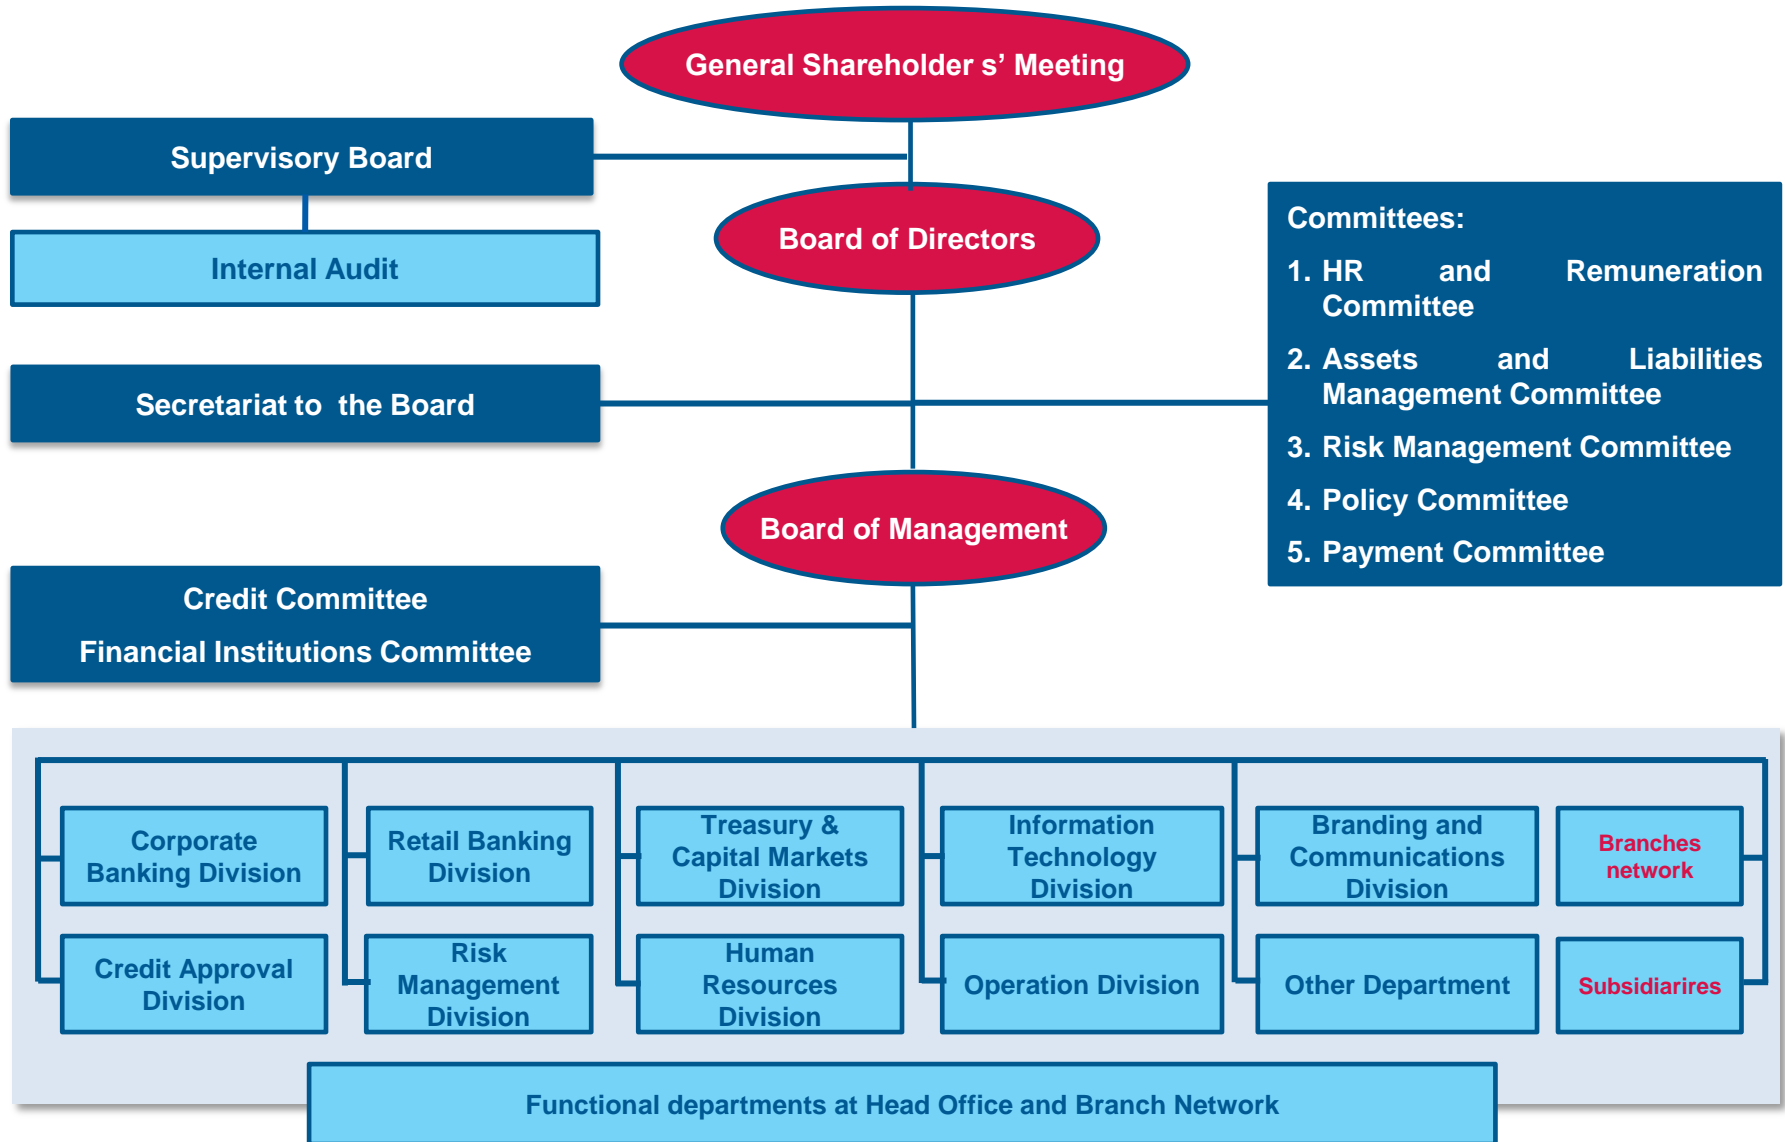 General Shareholder s’ Meeting
Supervisory Board
Internal Audit
Board of Directors
Secretariat to  the Board
Committees:
1. HR and Remuneration
Committee
2. Assets and Liabilities
Management Committee
3. Risk Management Committee
4. Policy Committee
5. Payment Committee
Board of Management
Credit Committee
Financial Institutions Committee
Corporate
Banking Division
Retail Banking
Division
Treasury &
Capital Markets
Division
Information
Technology
Division
Branding and
Communications
Division
Branches
network
Credit Approval
Division
Risk
Management
Division
Human
Resources
Division
Operation Division
Other Department
Subsidiarires
Functional departments at Head Office and Branch Network